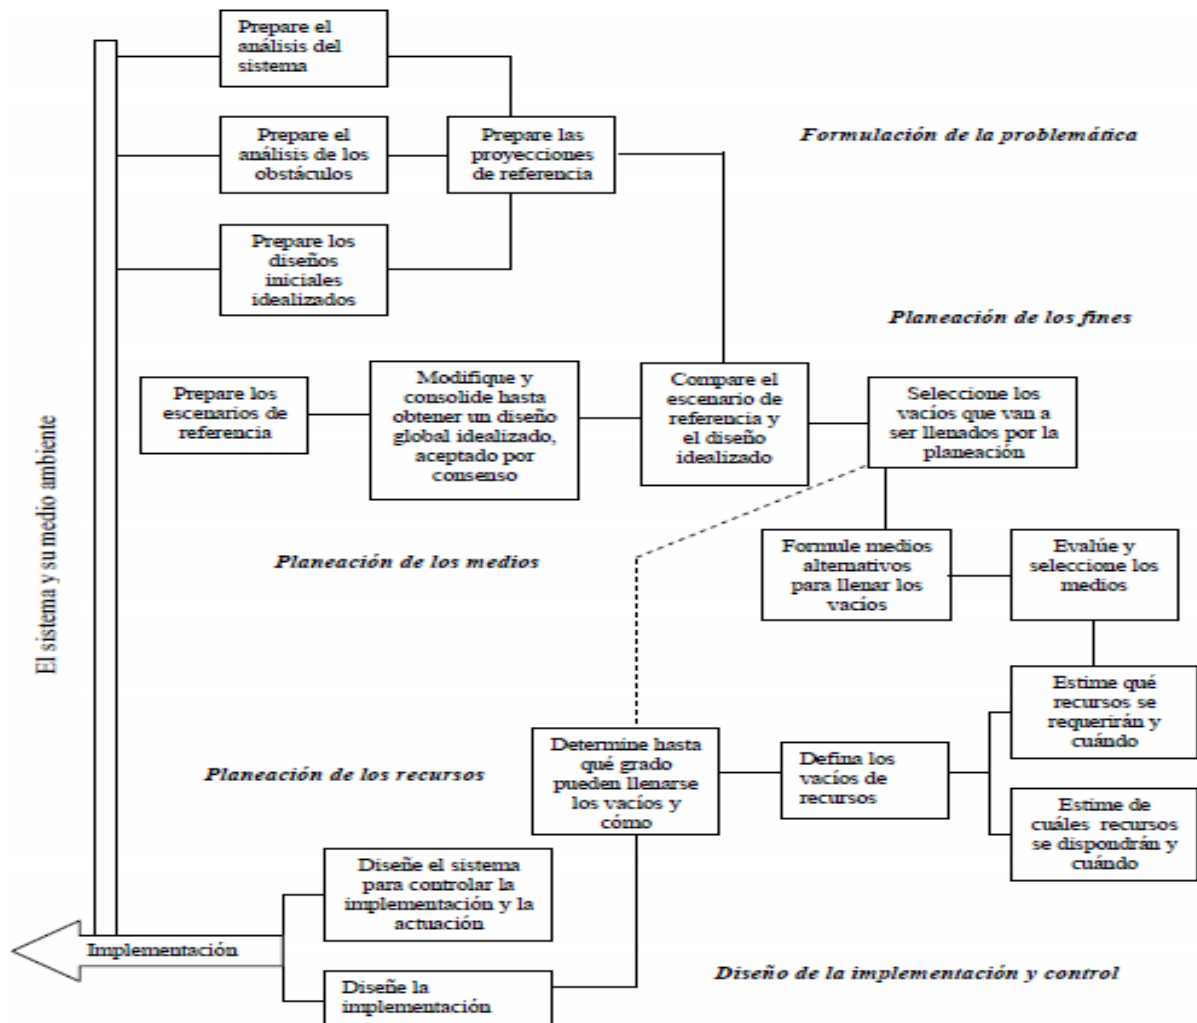 Prepare el
análisis del
sistema
Prepare el
análisis de los
obstáculos
Prepare las
proyecciones
de referencia
Formulación de la problemática
Prepare los
diseños
iniciales
idealizados
Planeación de los fines
Prepare los
escenarios de
referencia
Modifique y
consolide hasta
obtener un diseño
global idealizado,
aceptado por
consenso
Compare el
escenario de
referencia y
el diseño
idealizado
Seleccione los
vacíos que van a
ser llenados por la
planeación
El sistema y su medio ambiente
Planeación de los medios
Formule medios
alternativos
para llenar los
vacíos
Evalúe y
seleccione los
medios
Estime qué
recursos se
requerirán y
cuándo
Planeación de los recursos
Determine hasta
qué grado
pueden llenarse
los vacíos y
cómo
Defina los
vacíos de
recursos
Estime de
cuáles recursos
se dispondrán y
cuándo
Diseñe el sistema
para controlar la
implementación y la
actuación
Implementación
Diseñe la
implementación
Diseño de la implementación y control